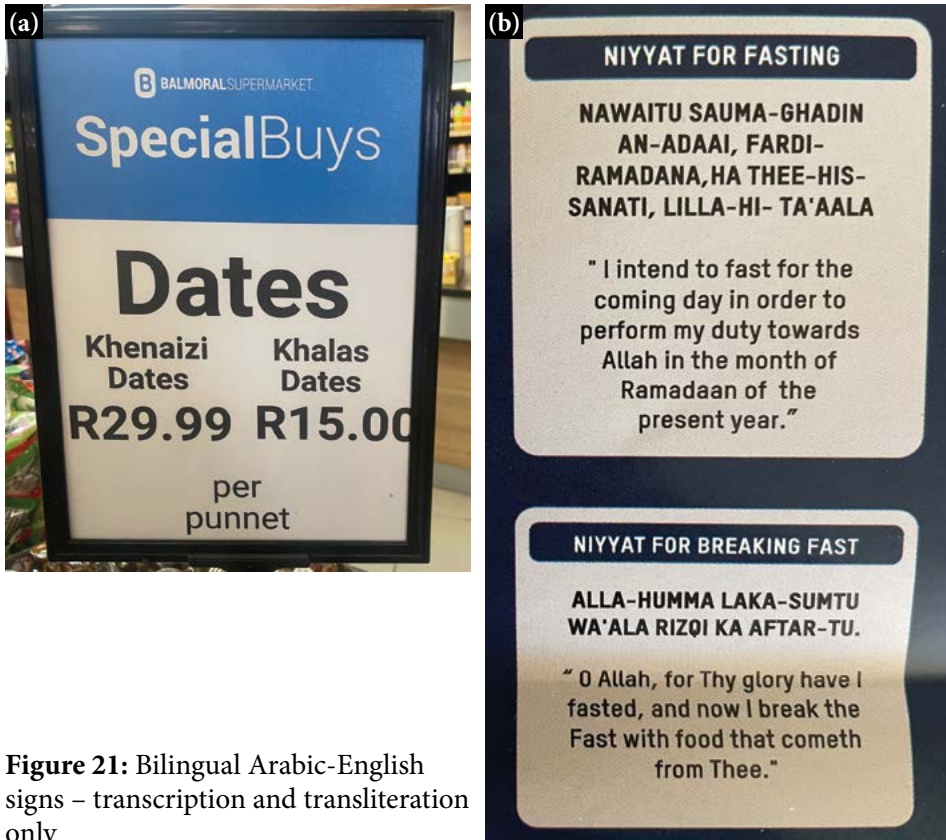 (a)
B BALMORALSUPERMARKET.
SpecialBuys
Dates
Khenaizi Dates
R29.99
Khalas Dates
R15.00
per
punnet
(b)
NIYYAT FOR FASTING
NAWAITU SAUMA-GHADIN
AN-ADAAI, FARDI-
RAMADANA,HA THEE-HIS-
SANATI, LILLA-HI- TA'AALA
" I intend to fast for the
coming day in order to
perform my duty towards
Allah in the month of
Ramadaan of the
present year."
NIYYAT FOR BREAKING FAST
ALLA-HUMMA LAKA-SUMTU
WA'ALA RIZQI KA AFTAR-TU.
" O Allah, for Thy glory have I
fasted, and now I break the
Fast with food that cometh
from Thee."
Figure 21: Bilingual Arabic-English
signs – transcription and transliteration
only